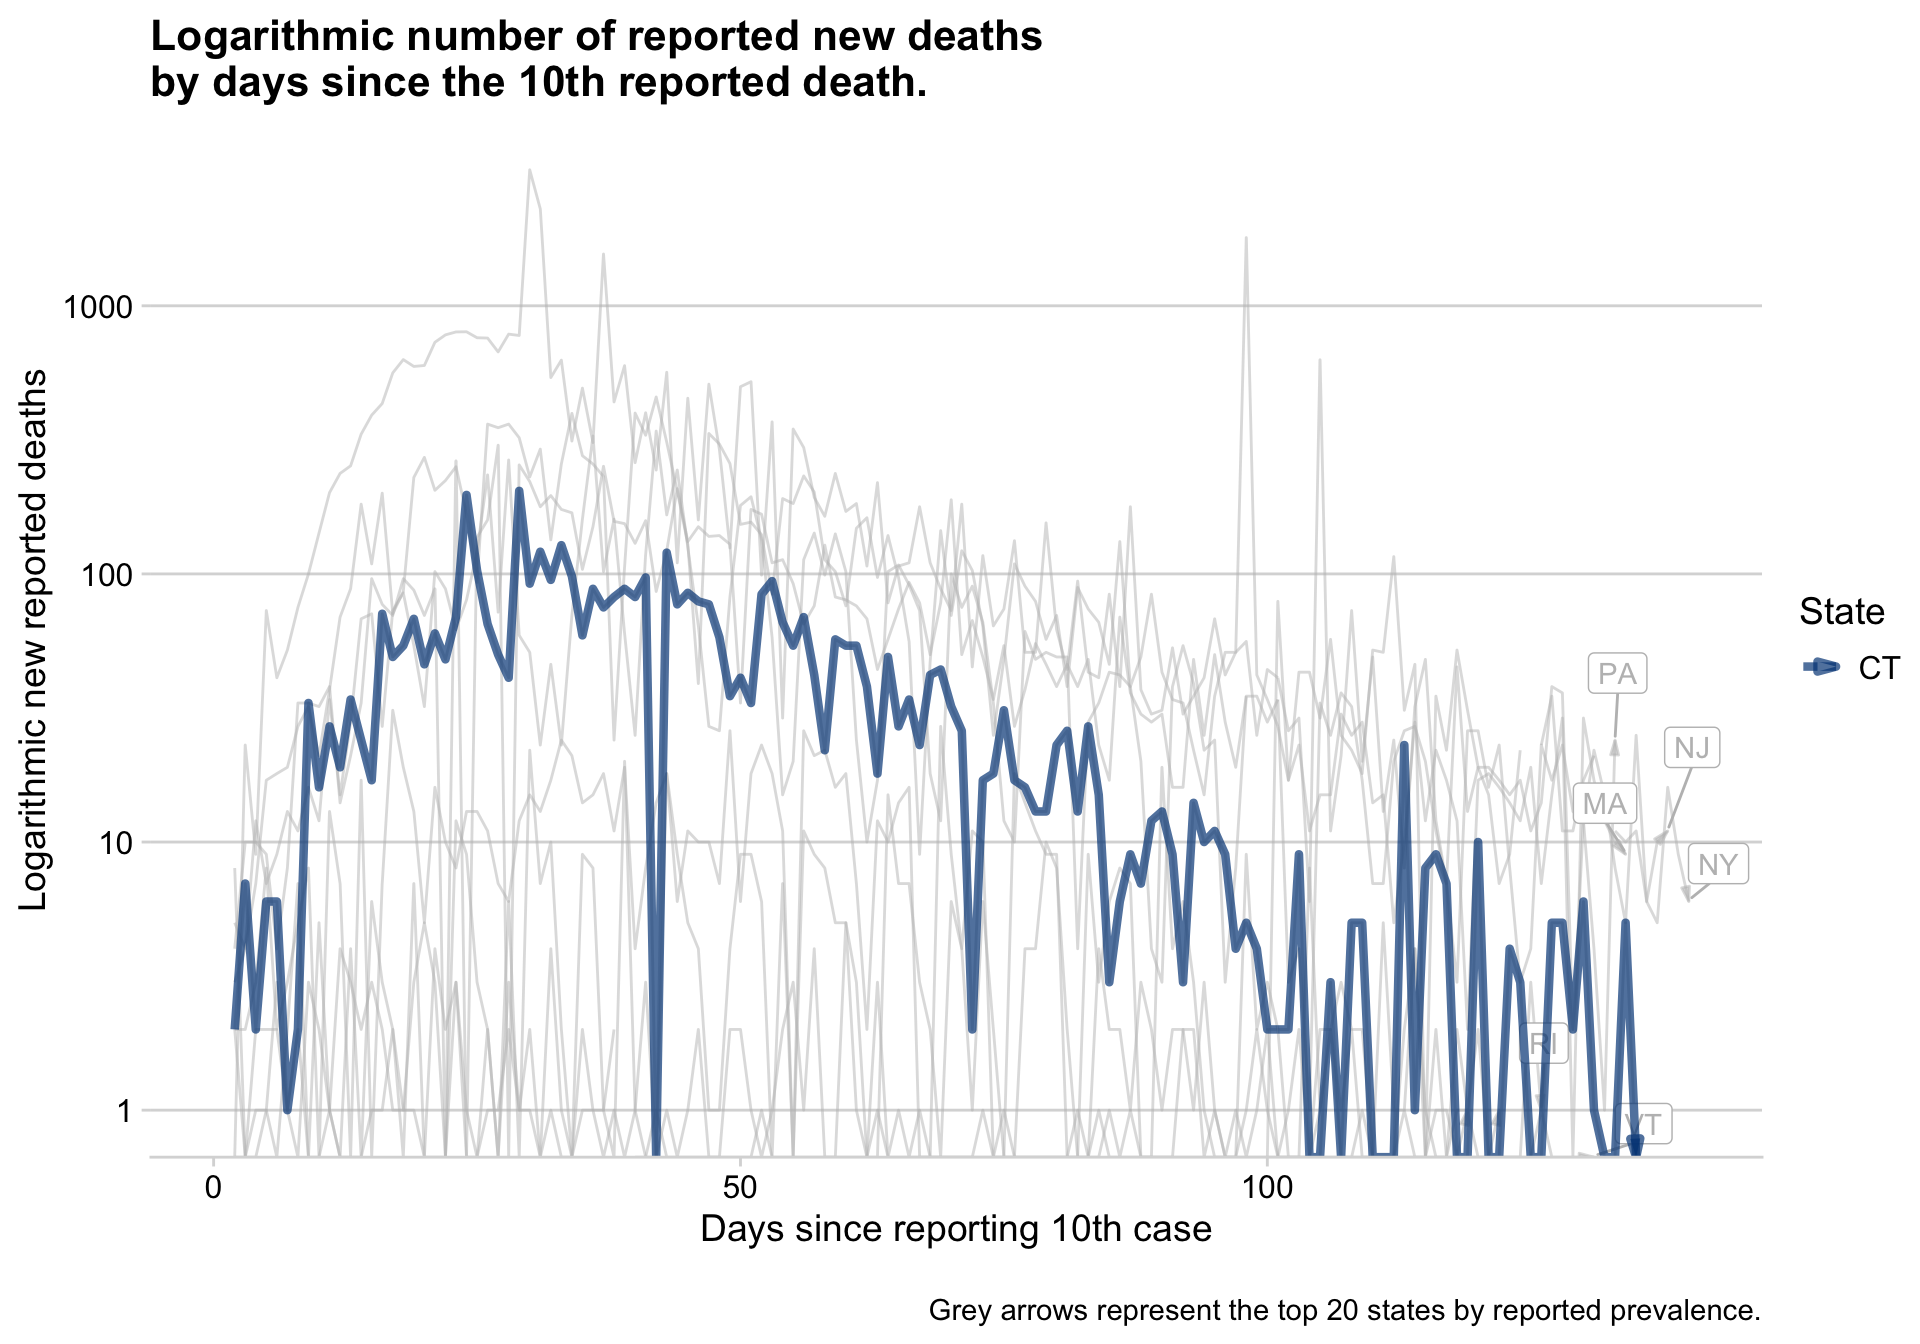 Logarithmic number of reported new deaths
by days since the 10th reported death.
Logarithmic new reported deaths
1000
100
10
1
PA
NJ
MA
NY
RI
VT
State
CT
0
50
100
Days since reporting 10th case
Grey arrows represent the top 20 states by reported prevalence.